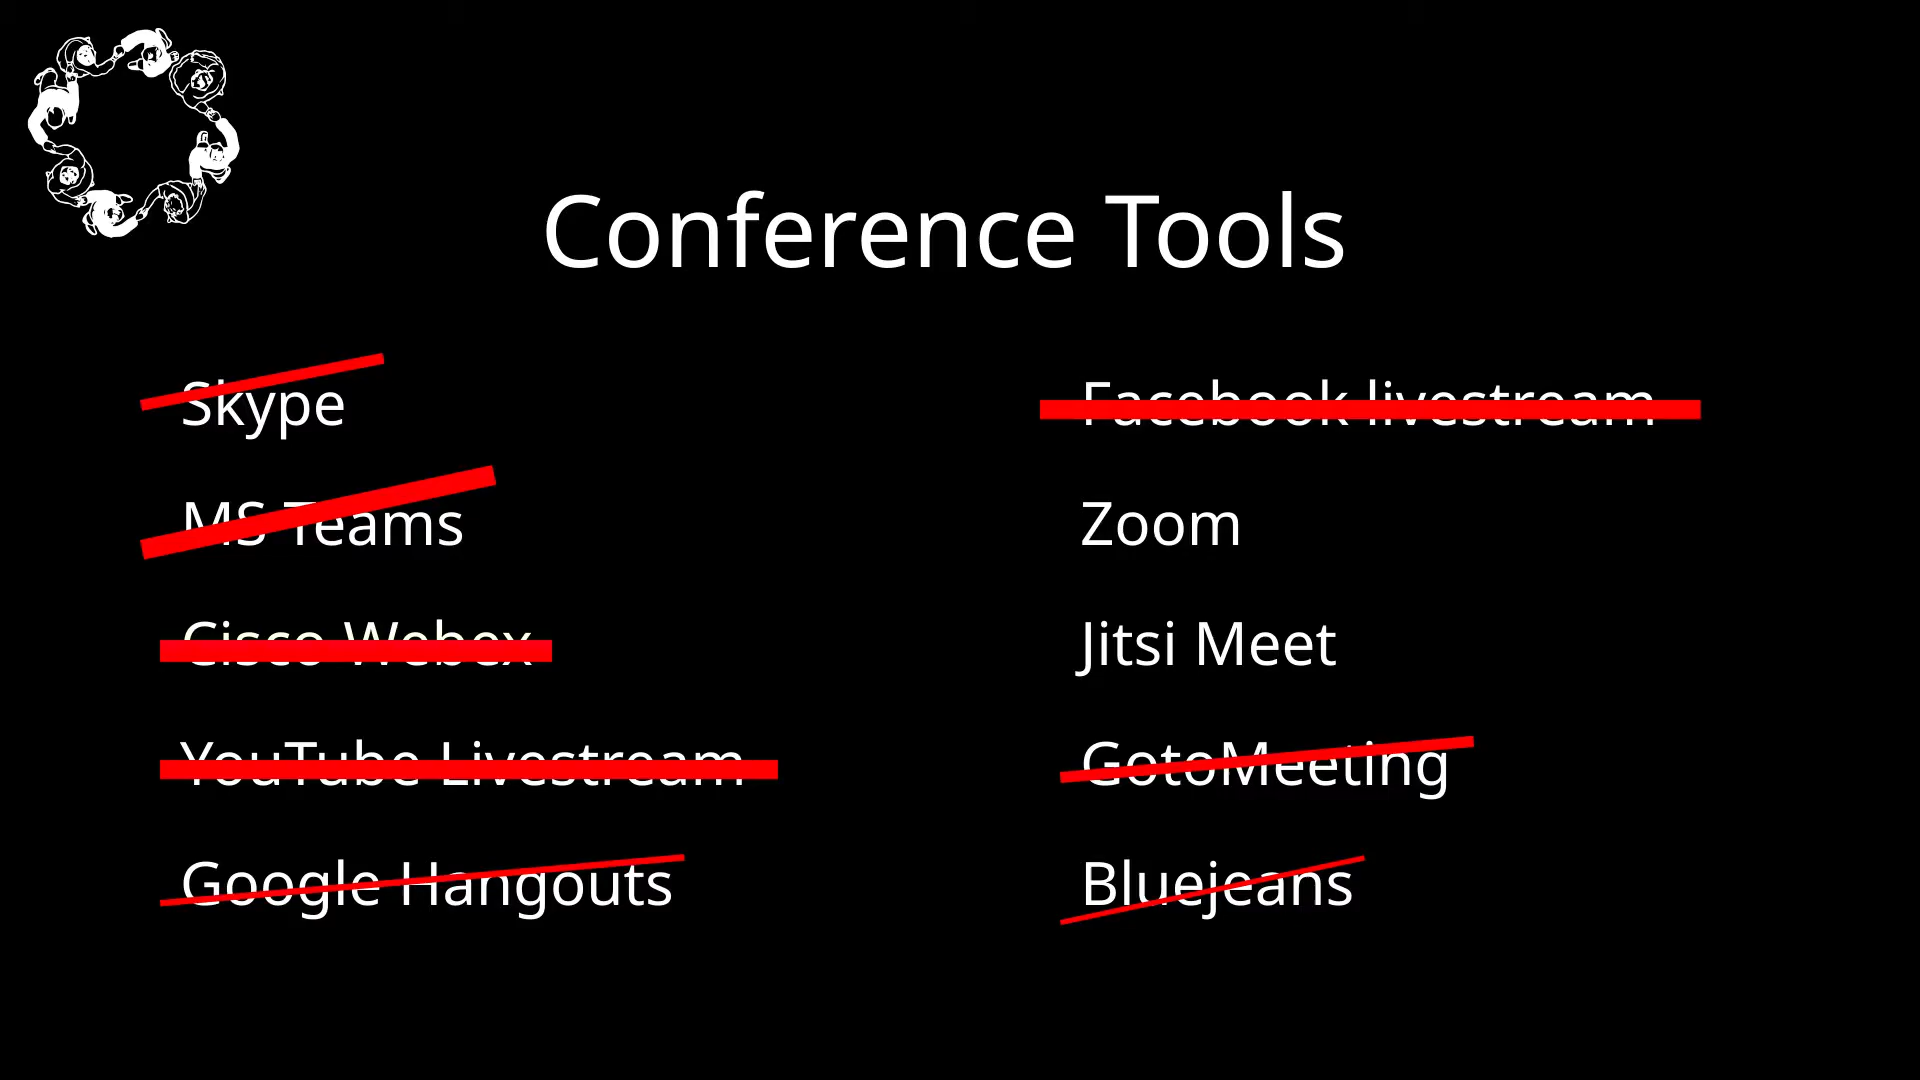 Conference Tools
Skype
MS Teams
Cisco Webex
YouTube Livestream
Google Hangouts
Facebook livestream
Zoom
Jitsi Meet
GotoMeeting
Bluejeans